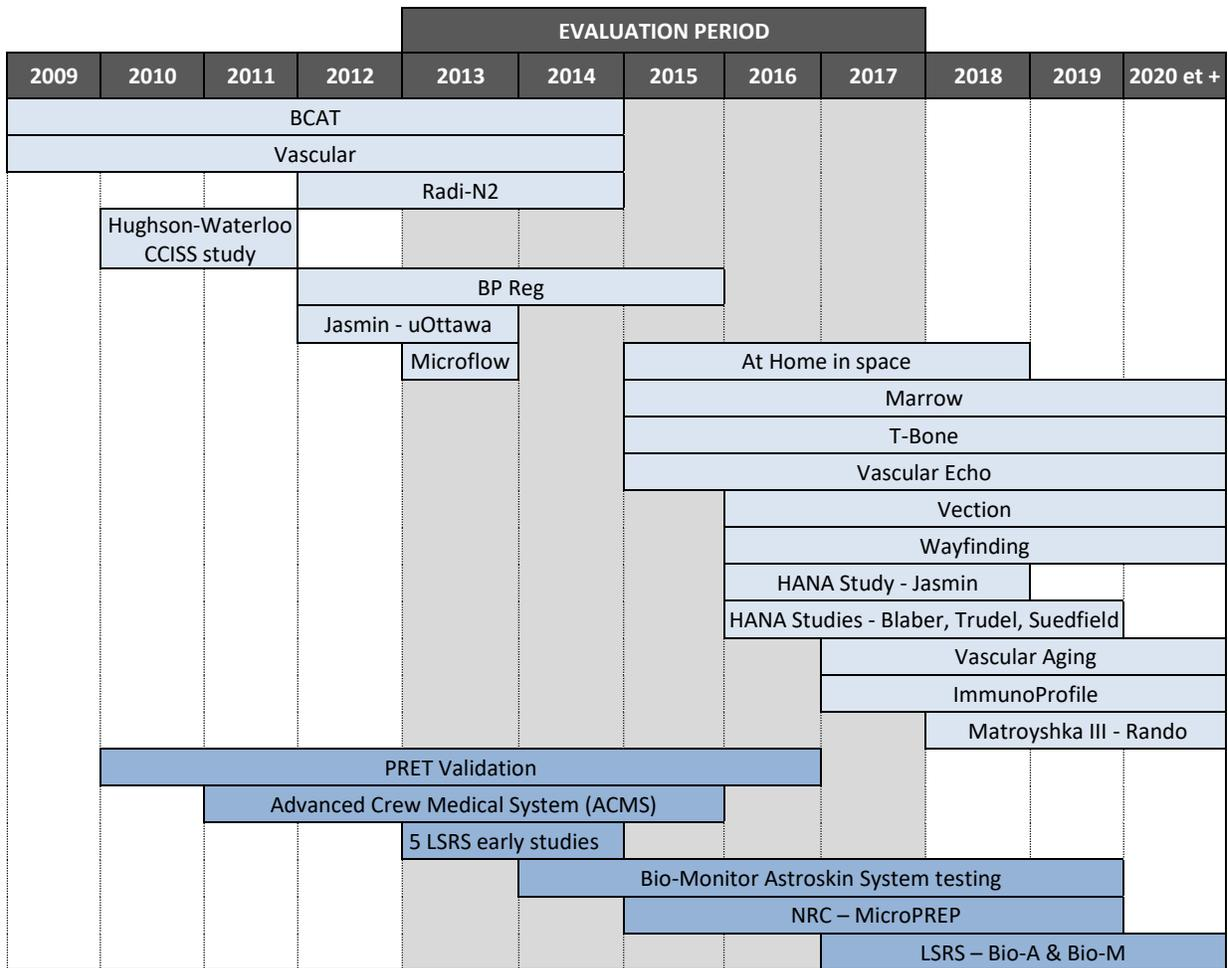 EVALUATION PERIOD
2009 2010 2011 2012 2013 2014 2015 2016 2017 2018 2019 2020 et +
BCAT
Vascular
Radi-N2
Hughson-Waterloo
CCISS study
BP Reg
Jasmin - uOttawa
Microflow At Home in space
Marrow
T-Bone
Vascular Echo
Vection
Wayfinding
HANA Study - Jasmin
HANA Studies - Blaber, Trudel, Suedfield
Vascular Aging
ImmunoProfile
Matroyshka III - Rando
PRET Validation
Advanced Crew Medical System (ACMS)
5 LSRS early studies
Bio-Monitor Astroskin System testing
NRC – MicroPREP
LSRS – Bio-A & Bio-M